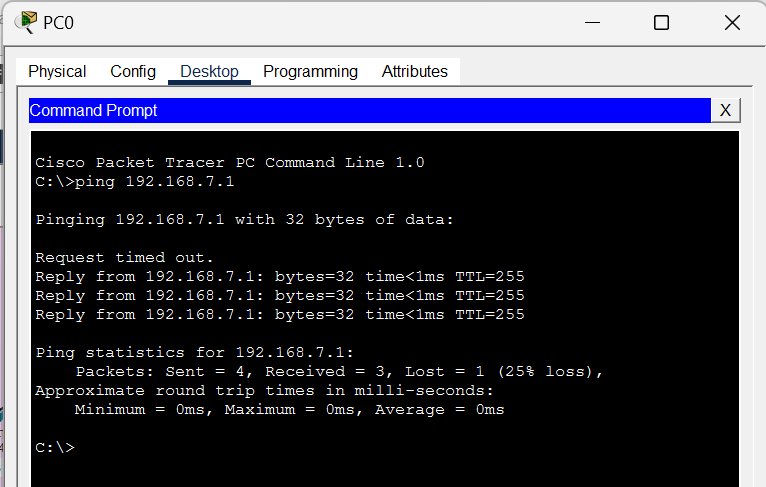 PC0
Physical Config Desktop Programming Attributes
Command Prompt X
Cisco Packet Tracer PC Command Line 1.0
C:\>ping 192.168.7.1
Pinging 192.168.7.1 with 32 bytes of data:
Request timed out.
Reply from 192.168.7.1: bytes=32 time<1ms TTL=255
Reply from 192.168.7.1: bytes=32 time<1ms TTL=255
Reply from 192.168.7.1: bytes=32 time<1ms TTL=255
Ping statistics for 192.168.7.1:
    Packets: Sent = 4, Received = 3, Lost = 1 (25% loss),
Approximate round trip times in milli-seconds:
    Minimum = 0ms, Maximum = 0ms, Average = 0ms
C:\>